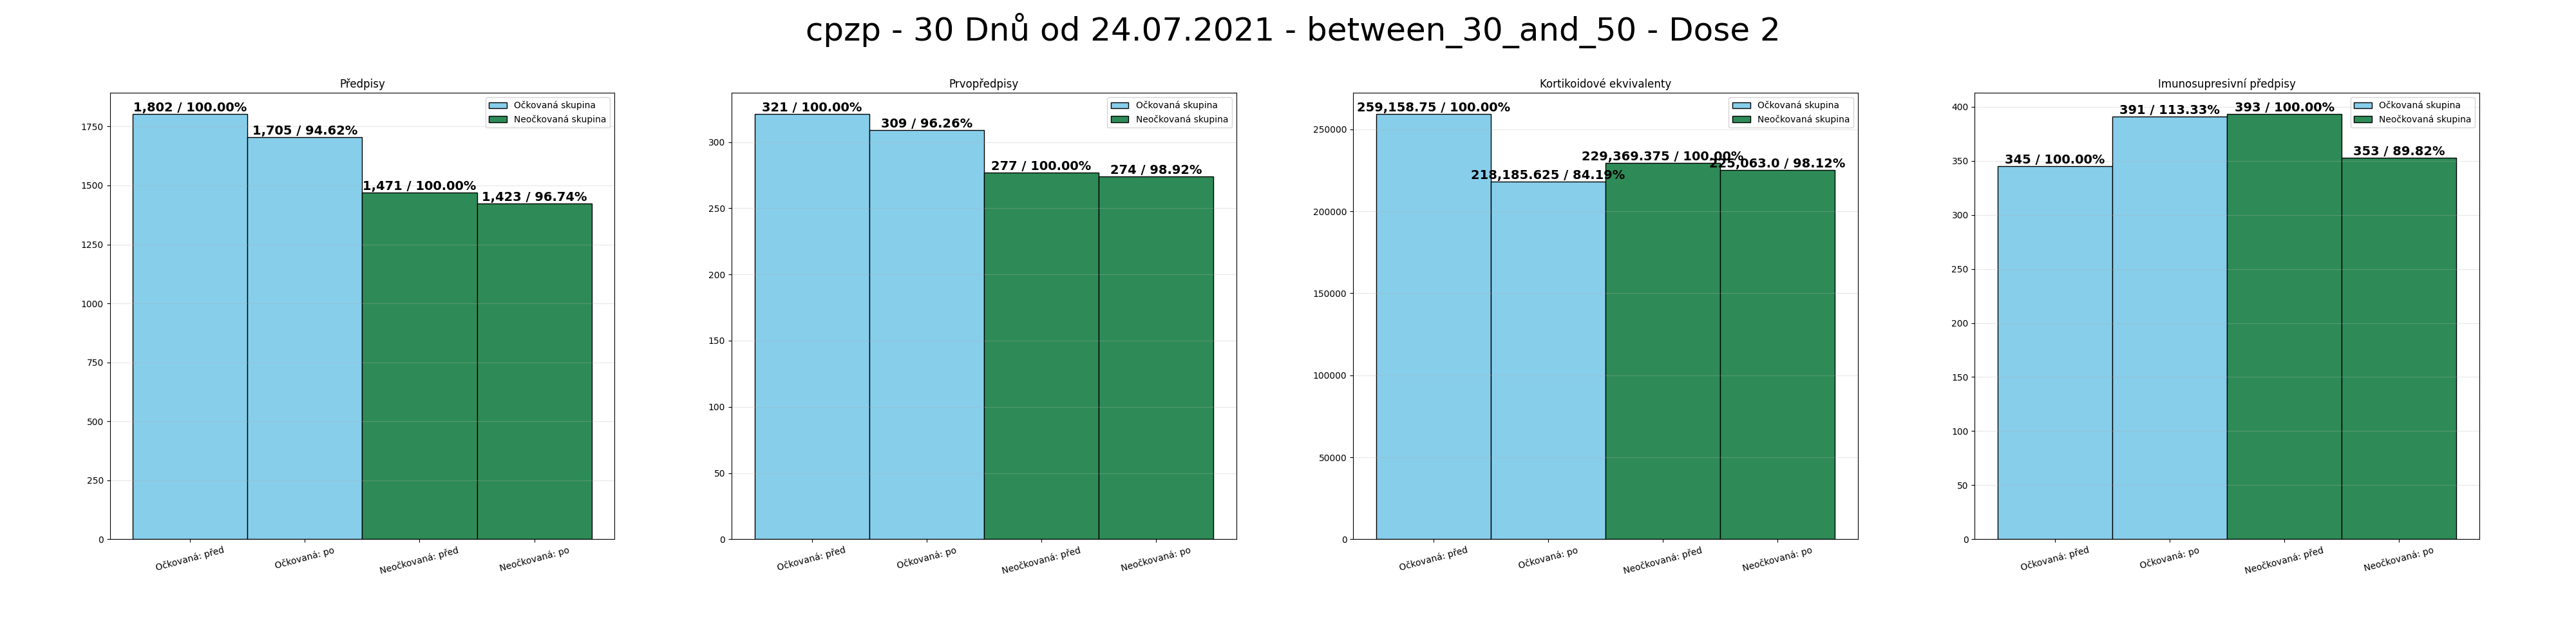 cpzp - 30 Dnů od 24.07.2021 - between_30_and_50 - Dose 2
Předpisy
1,802 / 100.00%
1,705 / 94.62%
1,471 / 100.00%
1,423 / 96.74%
Očkovaná skupina
Neočkovaná skupina
1750
1500
1250
1000
750
500
250
0
Očkovaná: před
Očkovaná: po
Neočkovaná: před
Neočkovaná: po
Prvopředpisy
321 / 100.00%
309 / 96.26%
277 / 100.00%
274 / 98.92%
Očkovaná skupina
Neočkovaná skupina
300
250
200
150
100
50
0
Očkovaná: před
Očkovaná: po
Neočkovaná: před
Neočkovaná: po
Kortikoidové ekvivalenty
259,158.75 / 100.00%
218,185.625 / 84.19%
229,369.375 / 100.00%
225,063.0 / 98.12%
Očkovaná skupina
Neočkovaná skupina
250000
200000
150000
100000
50000
0
Očkovaná: před
Očkovaná: po
Neočkovaná: před
Neočkovaná: po
Imunosupresivní předpisy
345 / 100.00%
391 / 113.33%
393 / 100.00%
353 / 89.82%
Očkovaná skupina
Neočkovaná skupina
400
350
300
250
200
150
100
50
0
Očkovaná: před
Očkovaná: po
Neočkovaná: před
Neočkovaná: po